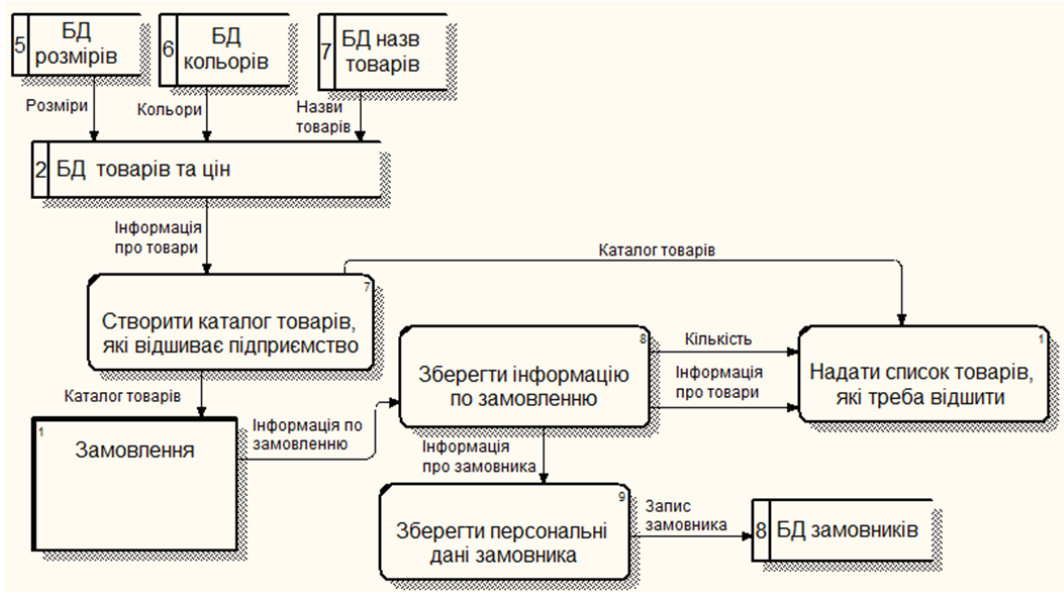 5
БД
розмірів
6
БД
кольорів
7
БД назв
товарів
Розміри
Кольори
Назви
товарів
2
БД товарів та цін
Інформація
про товари
Каталог товарів
7
Створити каталог товарів,
які відшиває підприємство
8
Зберегти інформацію
по замовленню
Кількість
Інформація
про товари
1
Надати список товарів,
які треба відшити
Каталог товарів
1
Замовлення
Інформація по
замовленню
Інформація
про замовника
9
Зберегти персональні
дані замовника
Запис
замовника
8
БД замовників